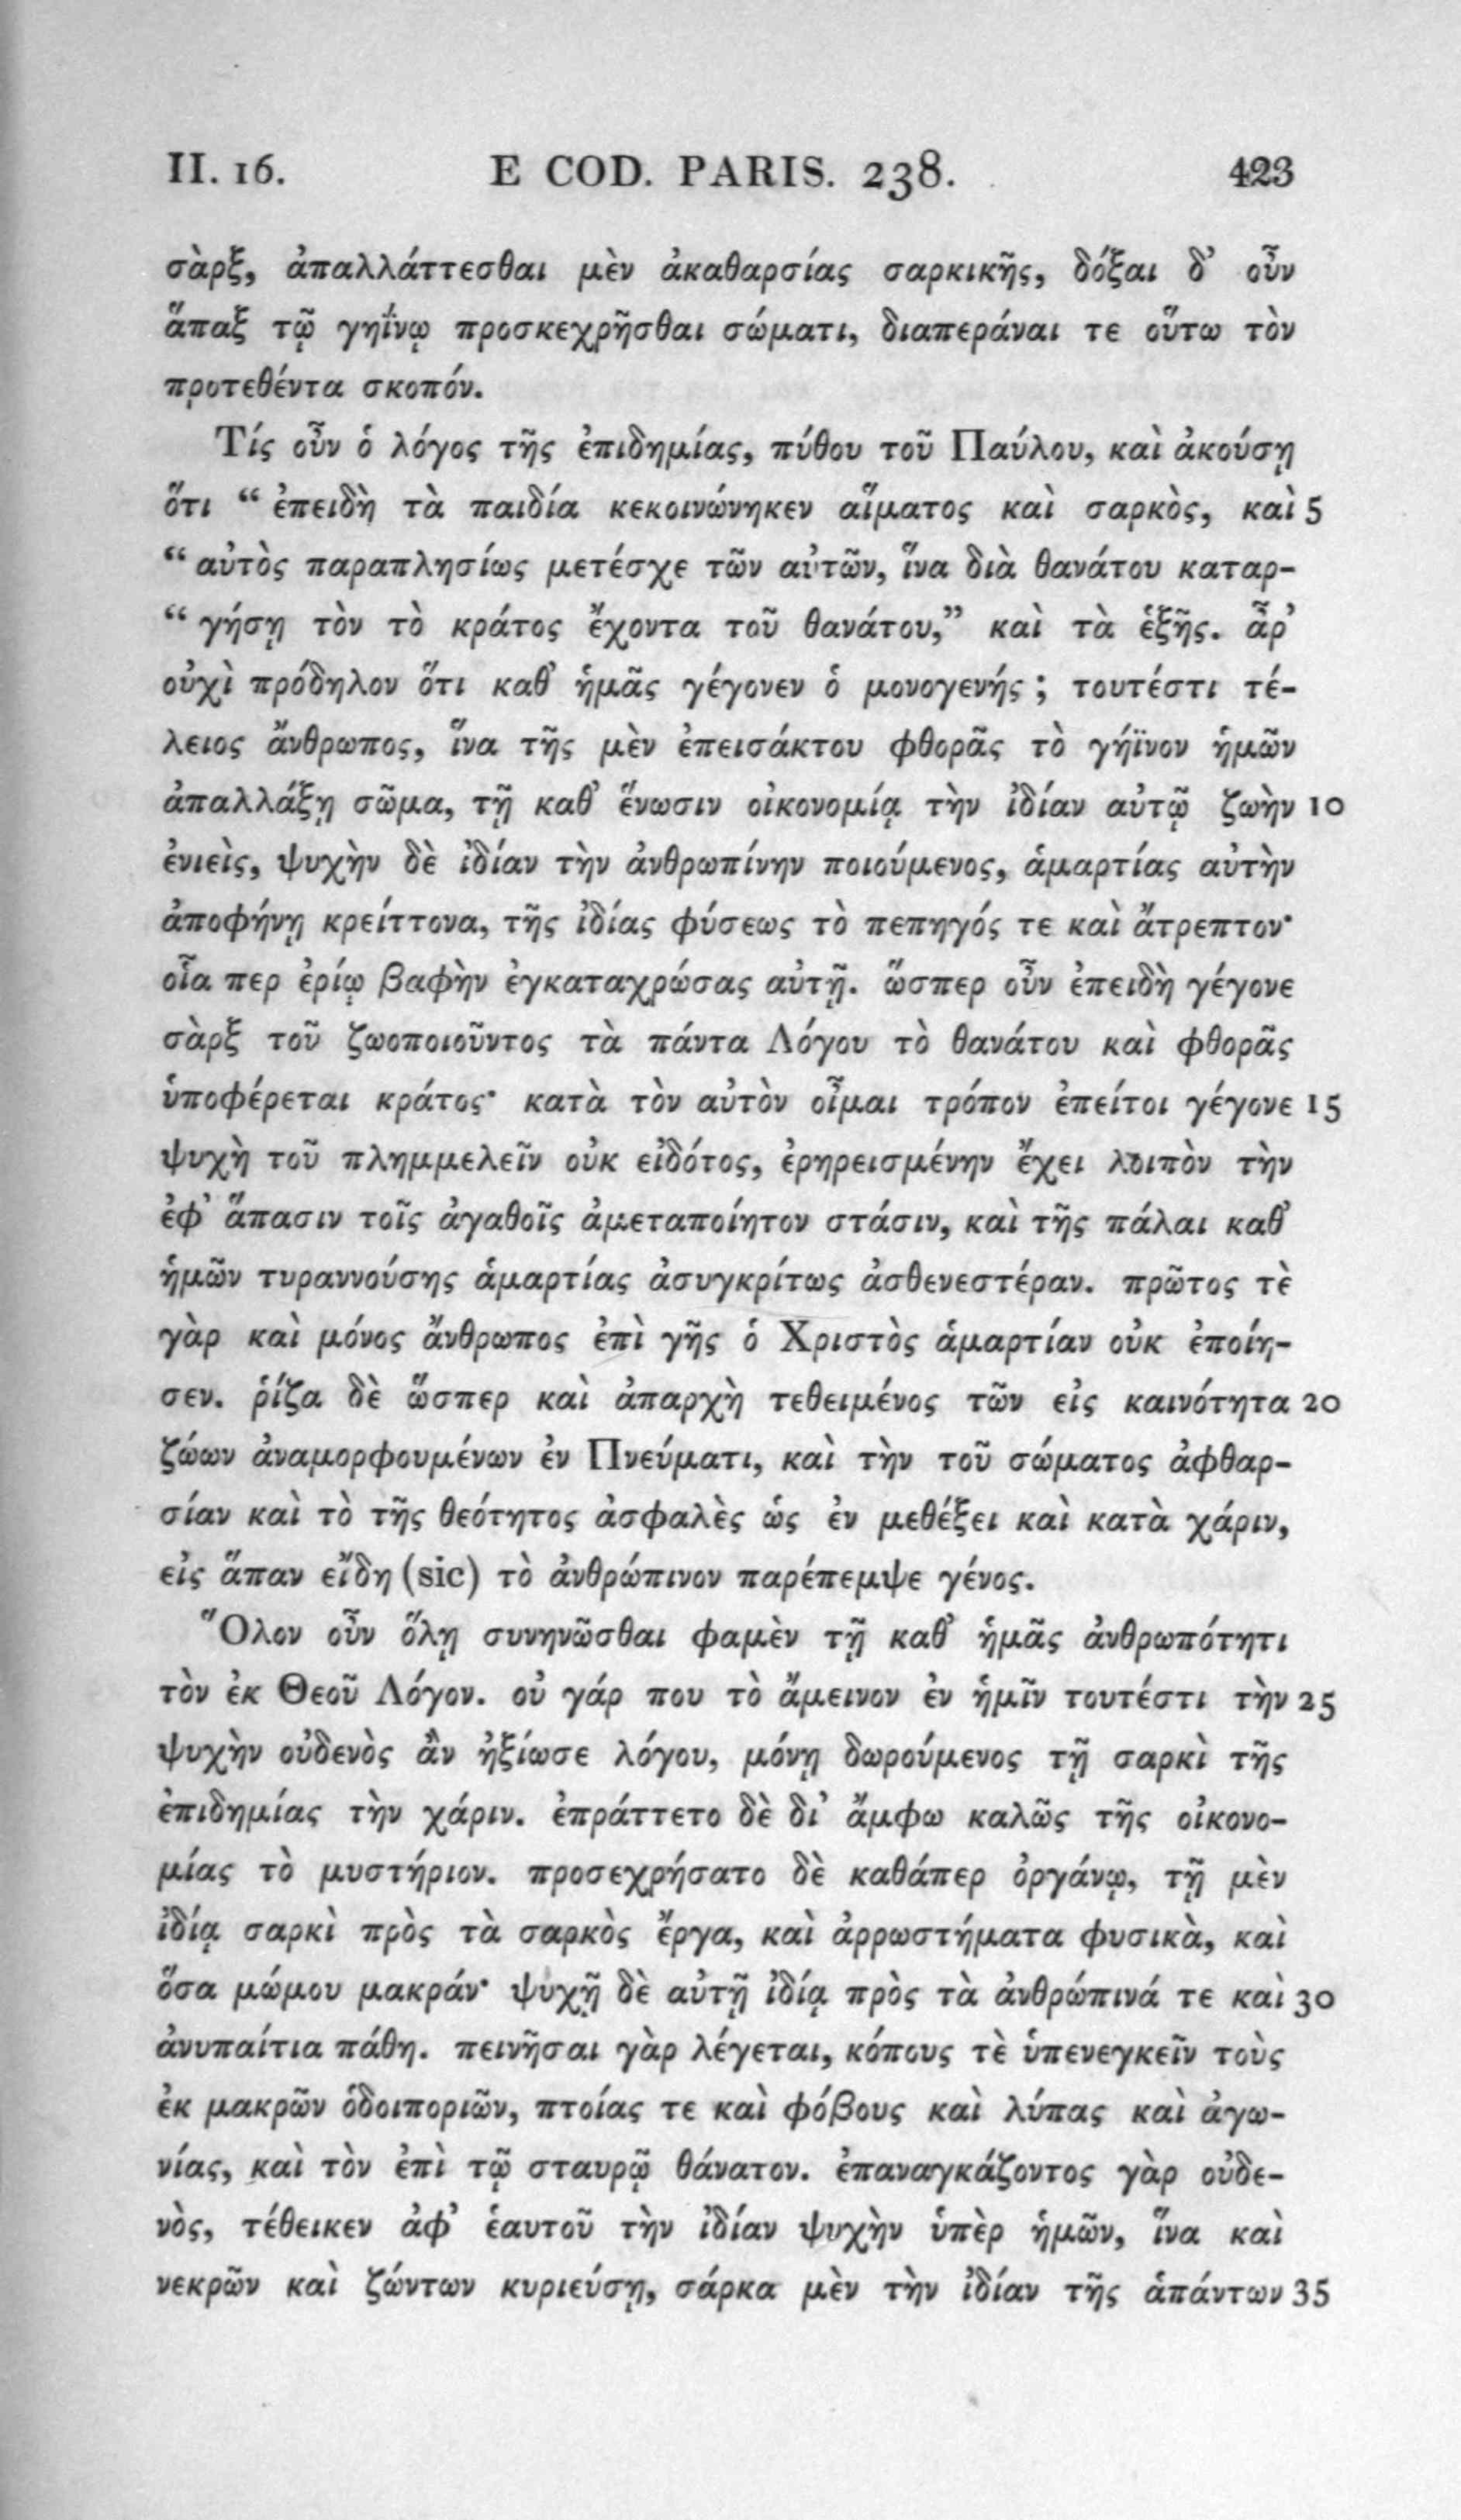 II. 16. E COD. PARIS. 238. 423
σὰρξ, ἀπαλλάττεσθαι μὲν ἀκαθαρσίας σαρκικῆς, δόξαι δ’ οὖν
ἅπαξ τῷ γηΐνῳ προσκεχρῆσθαι σώματι, διαπεράναι τε οὕτω τὸν
προτεθέντα σκοπόν.
Τίς οὖν ὁ λόγος τῆς ἐπιδημίας, πύθου τοῦ Παύλου, καὶ ἀκούσῃ
ὅτι “ ἐπειδὴ τὰ παιδία κεκοινώνηκεν αἵματος καὶ σαρκὸς, καὶ 5
“ αὐτὸς παραπλησίως μετέσχε τῶν αὐτῶν, ἵνα διὰ θανάτου καταρ-
“ γήσῃ τὸν τὸ κράτος ἔχοντα τοῦ θανάτου,” καὶ τὰ ἑξῆς. ἆρ’
οὐχὶ πρόδηλον ὅτι καθ’ ἡμᾶς γέγονεν ὁ μονογενής ; τουτέστι τέ-
λειος ἄνθρωπος, ἵνα τῆς μὲν ἐπεισάκτου φθορᾶς τὸ γήϊνον ἡμῶν
ἀπαλλάξῃ σῶμα, τῇ καθ’ ἕνωσιν οἰκονομίᾳ τὴν ἰδίαν αὐτῷ ζωὴν 10
ἐνιεὶς, ψυχὴν δὲ ἰδίαν τὴν ἀνθρωπίνην ποιούμενος, ἁμαρτίας αὐτὴν
ἀποφήνῃ κρείττονα, τῆς ἰδίας φύσεως τὸ πεπηγός τε καὶ ἄτρεπτον·
οἷα περ ἐρίῳ βαφὴν ἐγκαταχρώσας αὐτῇ. ὥσπερ οὖν ἐπειδὴ γέγονε
σὰρξ τοῦ ζωοποιοῦντος τὰ πάντα Λόγου τὸ θανάτου καὶ φθορᾶς
ὑποφέρεται κράτος· κατὰ τὸν αὐτὸν οἶμαι τρόπον ἐπείτοι γέγονε 15
ψυχὴ τοῦ πλημμελεῖν οὐκ εἰδότος, ἐρηρεισμένην ἔχει λοιπὸν τὴν
ἐφ’ ἅπασιν τοῖς ἀγαθοῖς ἀμεταποίητον στάσιν, καὶ τῆς πάλαι καθ’
ἡμῶν τυραννούσης ἁμαρτίας ἀσυγκρίτως ἀσθενεστέραν. πρῶτος τὲ
γὰρ καὶ μόνος ἄνθρωπος ἐπὶ γῆς ὁ Χριστὸς ἁμαρτίαν οὐκ ἐποίη-
σεν. ῥίζα δὲ ὥσπερ καὶ ἀπαρχὴ τεθειμένος τῶν εἰς καινότητα 20
ζώων ἀναμορφουμένων ἐν Πνεύματι, καὶ τὴν τοῦ σώματος ἀφθαρ-
σίαν καὶ τὸ τῆς θεότητος ἀσφαλὲς ὡς ἐν μεθέξει καὶ κατὰ χάριν,
εἰς ἅπαν εἴδη (sic) τὸ ἀνθρώπινον παρέπεμψε γένος.
Ὅλον οὖν ὅλῃ συνηνῶσθαι φαμὲν τῇ καθ’ ἡμᾶς ἀνθρωπότητι
τὸν ἐκ Θεοῦ Λόγον. οὐ γάρ που τὸ ἄμεινον ἐν ἡμῖν τουτέστι τὴν 25
ψυχὴν οὐδενὸς ἂν ἠξίωσε λόγου, μόνῃ δωρούμενος τῇ σαρκὶ τῆς
ἐπιδημίας τὴν χάριν. ἐπράττετο δὲ δι’ ἄμφω καλῶς τῆς οἰκονο-
μίας τὸ μυστήριον. προσεχρήσατο δὲ καθάπερ ὀργάνῳ, τῇ μὲν
ἰδίᾳ σαρκὶ πρὸς τὰ σαρκὸς ἔργα, καὶ ἀρρωστήματα φυσικὰ, καὶ
ὅσα μώμου μακράν· ψυχῇ δὲ αὐτῇ ἰδίᾳ πρὸς τὰ ἀνθρώπινά τε καὶ 30
ἀνυπαίτια πάθη. πεινῆσαι γὰρ λέγεται, κόπους τὲ ὑπενεγκεῖν τοὺς
ἐκ μακρῶν ὁδοιποριῶν, πτοίας τε καὶ φόβους καὶ λύπας καὶ ἀγω-
νίας, καὶ τὸν ἐπὶ τῷ σταυρῷ θάνατον. ἐπαναγκάζοντος γὰρ οὐδε-
νὸς, τέθεικεν ἀφ’ ἑαυτοῦ τὴν ἰδίαν ψυχὴν ὑπὲρ ἡμῶν, ἵνα καὶ
νεκρῶν καὶ ζώντων κυριεύσῃ, σάρκα μὲν τὴν ἰδίαν τῆς ἁπάντων 35